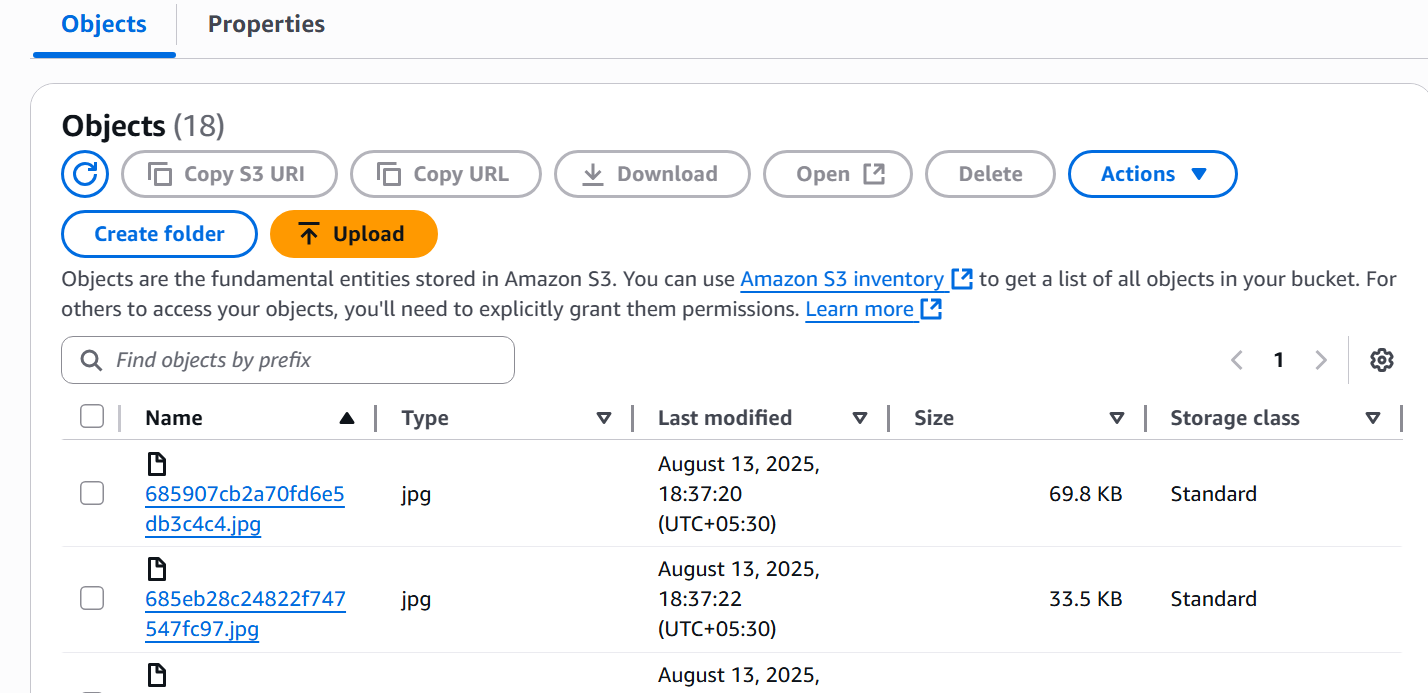 Objects Properties
Objects (18)
Copy S3 URI Copy URL Download Open Delete Actions
Create folder Upload
Objects are the fundamental entities stored in Amazon S3. You can use Amazon S3 inventory to get a list of all objects in your bucket. For
others to access your objects, you'll need to explicitly grant them permissions. Learn more
Find objects by prefix 1
Name Type Last modified Size Storage class
August 13, 2025,
685907cb2a70fd6e5 jpg 18:37:20 69.8 KB Standard
db3c4c4.jpg (UTC+05:30)
August 13, 2025,
685eb28c24822f747 jpg 18:37:22 33.5 KB Standard
547fc97.jpg (UTC+05:30)
August 13, 2025,